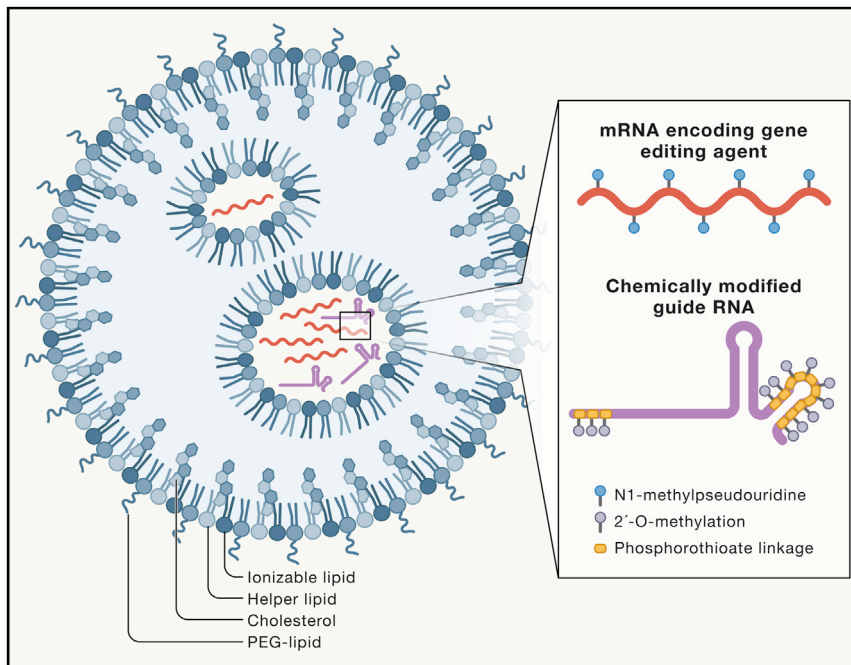 mRNA encoding gene
editing agent
Chemically modified
guide RNA
N1-methylpseudouridine
2´-O-methylation
Phosphorothioate linkage
Ionizable lipid
Helper lipid
Cholesterol
PEG-lipid